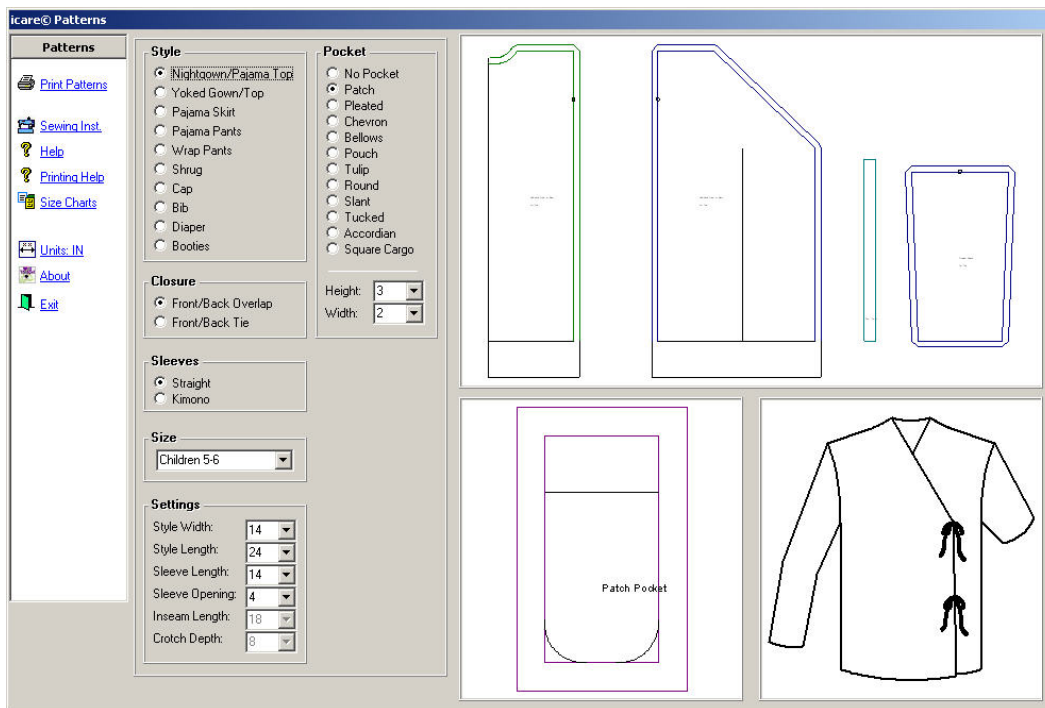 icare© Patterns
Patterns
Print Patterns
Sewing Inst.
Help
Printing Help
Size Charts
Units: IN
About
Exit
Style
Nightgown/Pajama Top
Yoked Gown/Top
Pajama Skirt
Pajama Pants
Wrap Pants
Shrug
Cap
Bib
Diaper
Booties
Closure
Front/Back Overlap
Front/Back Tie
Sleeves
Straight
Kimono
Size
Children 5-6
Settings
Style Width: 14
Style Length: 24
Sleeve Length: 14
Sleeve Opening: 4
Inseam Length: 18
Crotch Depth: 8
Pocket
No Pocket
Patch
Pleated
Chevron
Bellows
Pouch
Tulip
Round
Slant
Tucked
Accordian
Square Cargo
Height: 3
Width: 2
Patch Pocket